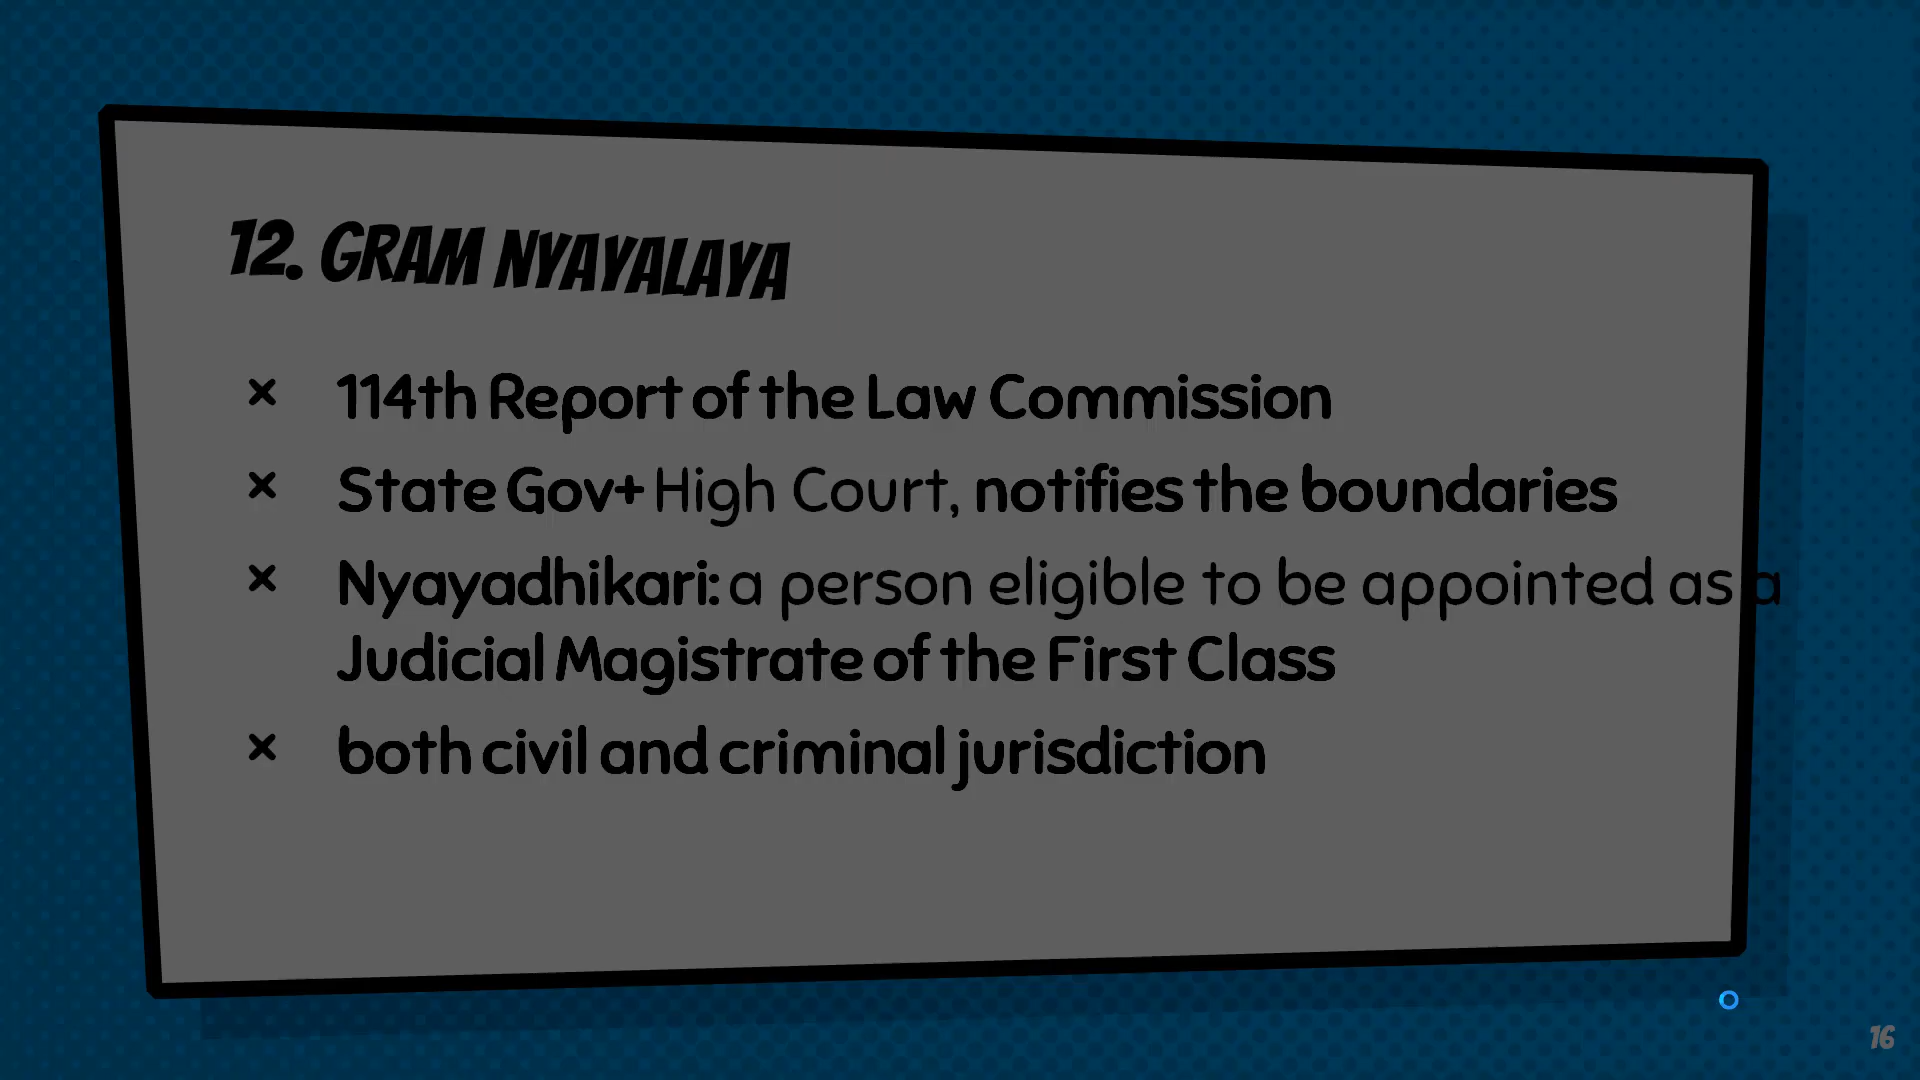 12. GRAM NYAYALAYA
× 114th Report of the Law Commission
× State Gov+ High Court, notifies the boundaries
× Nyayadhikari: a person eligible to be appointed as a
Judicial Magistrate of the First Class
× both civil and criminal jurisdiction
16